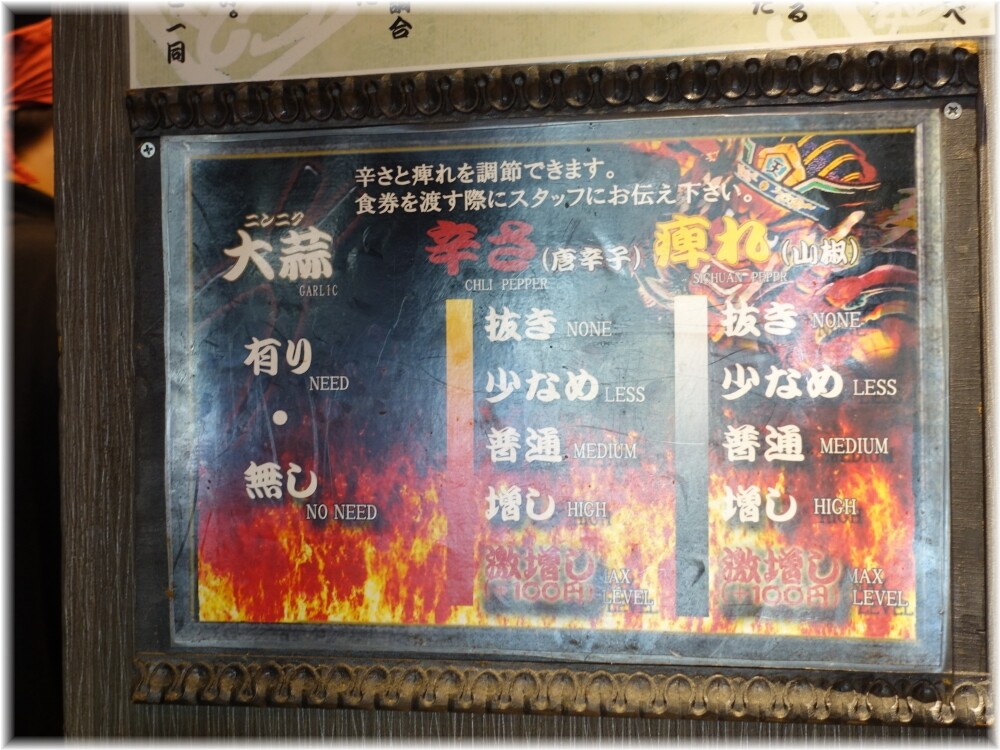 と一同
。
調合
た
る
べ
辛さと痺れを調節できます。
食券を渡す際にスタッフにお伝え下さい。
ニンニク
大蒜
GARLIC
有り
NEED
・
無し
NO NEED
辛さ(唐辛子)
CHLI PEPPER
抜き NONE
少なめ LESS
普通 MEDIUM
増し HIGH
激増し MAX
+100円 LEVEL
痺れ(山椒)
SICHUAN PEPPR
抜き NONE
少なめ LESS
普通 MEDIUM
増し HIGH
激増し MAX
+100円 LEVEL